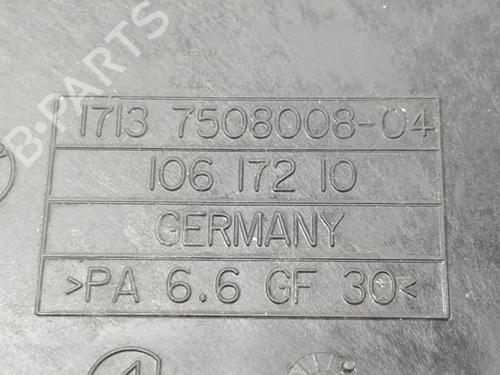 B-PARTS
1713 7508008-04
106 172 10
GERMANY
>PA 6.6 GF 30<